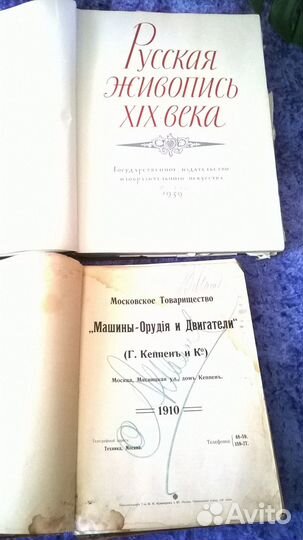 Русская
живопись
XIX века
Государственное издательство
изобразительного искусства
1959
Московское Товарищество
„Машины-Орудія и Двигатели"
(Г. Кеппенъ и К°)
Москва, Мясницкая ул., домъ Кеппенъ.
1910
Телеграфный адресъ:
Техника, Москва.
Телефоны
Avito